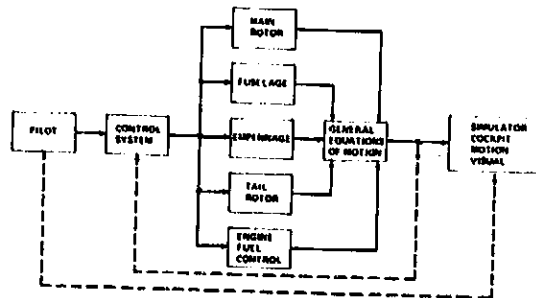 MAIN
ROTOR
FUSELAGE
PILOT
CONTROL
SYSTEM
EMPENNAGE
GENERAL
EQUATIONS
OF MOTION
SIMULATOR
COCKPIT
MOTION
VISUAL
TAIL
ROTOR
ENGINE
FUEL
CONTROL